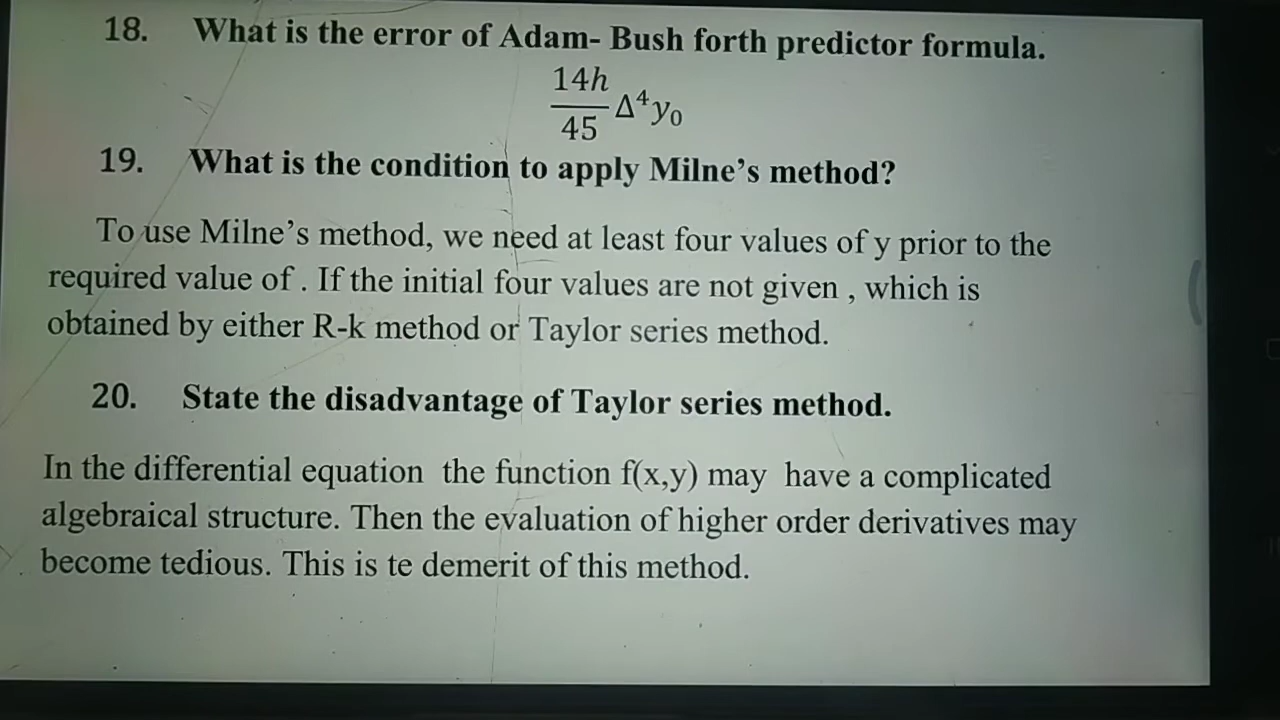 18. What is the error of Adam- Bush forth predictor formula.
14h
45
Δ⁴y₀
19. What is the condition to apply Milne’s method?
To use Milne’s method, we need at least four values of y prior to the
required value of . If the initial four values are not given , which is
obtained by either R-k method or Taylor series method.
20. State the disadvantage of Taylor series method.
In the differential equation the function f(x,y) may have a complicated
algebraical structure. Then the evaluation of higher order derivatives may
become tedious. This is te demerit of this method.